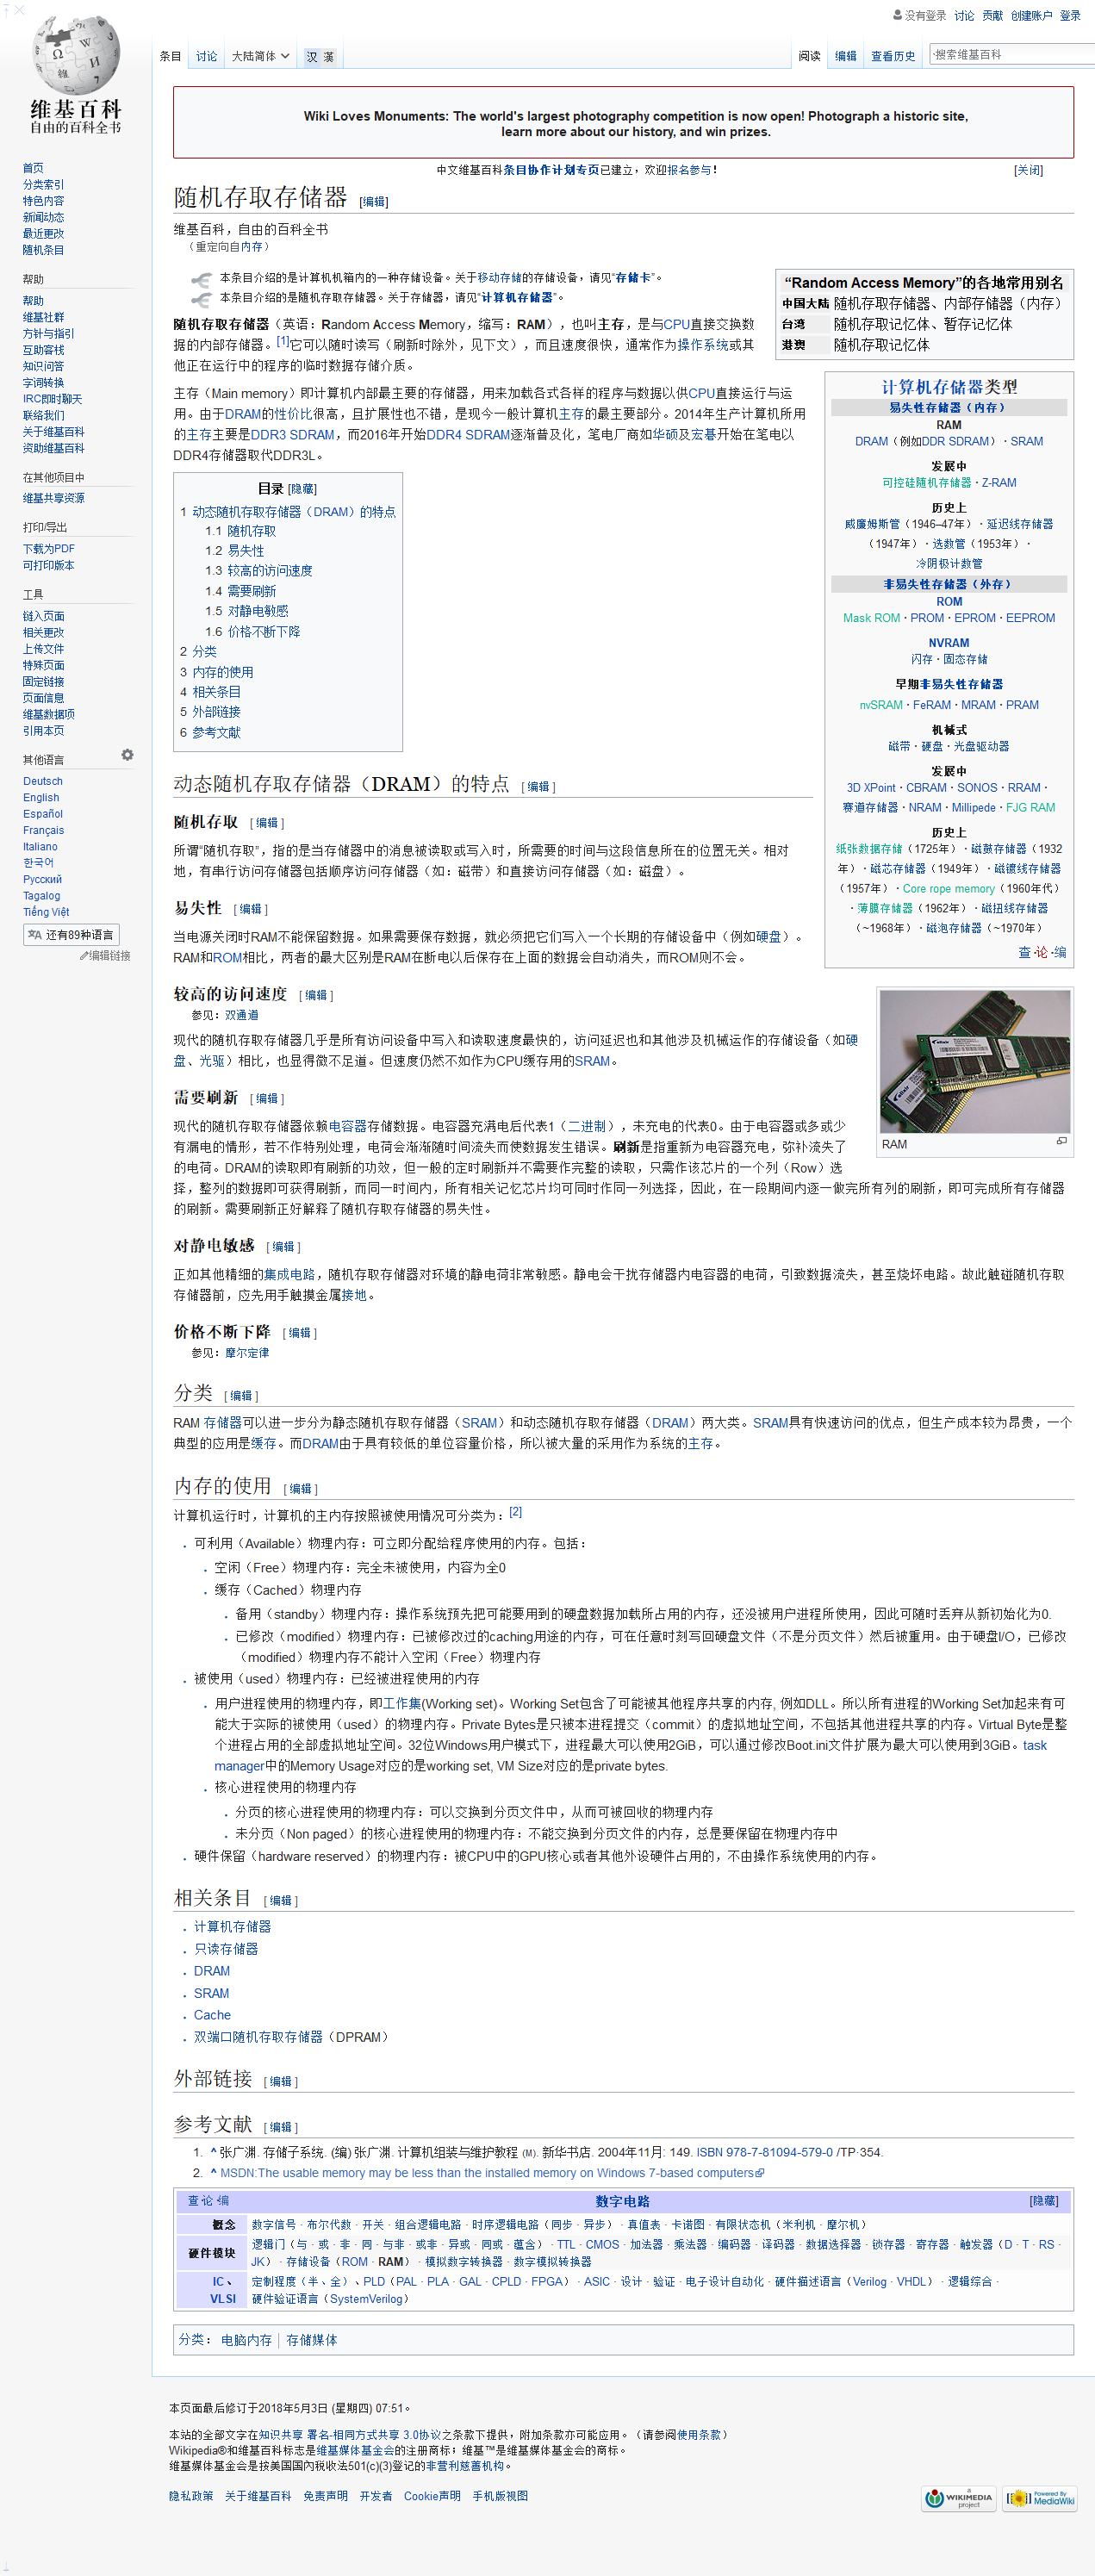 没有登录 讨论 贡献 创建账户 登录
条目 讨论 大陆简体 汉 漢 阅读 编辑 查看历史 搜索维基百科
维基百科
自由的百科全书
首页
分类索引
特色内容
新闻动态
最近更改
随机条目
帮助
帮助
维基社群
方针与指引
互助客栈
知识问答
字词转换
IRC即时聊天
联络我们
关于维基百科
资助维基百科
在其他项目中
维基共享资源
打印/导出
下载为PDF
可打印版本
工具
链入页面
相关更改
上传文件
特殊页面
固定链接
页面信息
维基数据项
引用本页
其他语言
Deutsch
English
Español
Français
Italiano
한국어
Русский
Tagalog
Tiếng Việt
还有89种语言
编辑链接
Wiki Loves Monuments: The world's largest photography competition is now open! Photograph a historic site,
learn more about our history, and win prizes.
中文维基百科条目协作计划专页已建立，欢迎报名参与！ [关闭]
随机存取存储器 [编辑]
维基百科，自由的百科全书
（重定向自内存）
本条目介绍的是计算机机箱内的一种存储设备。关于移动存储的存储设备，请见“存储卡”。
本条目介绍的是随机存取存储器。关于存储器，请见“计算机存储器”。
“Random Access Memory”的各地常用别名
中国大陆 随机存取存储器、内部存储器（内存）
台湾 随机存取记忆体、暂存记忆体
港澳 随机存取记忆体
随机存取存储器（英语：Random Access Memory，缩写：RAM），也叫主存，是与CPU直接交换数
据的内部存储器。[1]它可以随时读写（刷新时除外，见下文），而且速度很快，通常作为操作系统或其
他正在运行中的程序的临时数据存储介质。
主存（Main memory）即计算机内部最主要的存储器，用来加载各式各样的程序与数据以供CPU直接运行与运
用。由于DRAM的性价比很高，且扩展性也不错，是现今一般计算机主存的最主要部分。2014年生产计算机所用
的主存主要是DDR3 SDRAM，而2016年开始DDR4 SDRAM逐渐普及化，笔电厂商如华硕及宏碁开始在笔电以
DDR4存储器取代DDR3L。
计算机存储器类型
易失性存储器（内存）
RAM
DRAM（例如DDR SDRAM）· SRAM
发展中
可控硅随机存储器 · Z-RAM
历史上
威廉姆斯管（1946–47年）· 延迟线存储器
（1947年）· 选数管（1953年）·
冷阴极计数管
非易失性存储器（外存）
ROM
Mask ROM · PROM · EPROM · EEPROM
NVRAM
闪存 · 固态存储
早期非易失性存储器
nvSRAM · FeRAM · MRAM · PRAM
机械式
磁带 · 硬盘 · 光盘驱动器
发展中
3D XPoint · CBRAM · SONOS · RRAM ·
赛道存储器 · NRAM · Millipede · FJG RAM
历史上
纸张数据存储（1725年）· 磁鼓存储器（1932
年）· 磁芯存储器（1949年）· 磁镀线存储器
（1957年）· Core rope memory（1960年代）
· 薄膜存储器（1962年）· 磁扭线存储器
（~1968年）· 磁泡存储器（~1970年）
查·论·编
目录 [隐藏]
1 动态随机存取存储器（DRAM）的特点
1.1 随机存取
1.2 易失性
1.3 较高的访问速度
1.4 需要刷新
1.5 对静电敏感
1.6 价格不断下降
2 分类
3 内存的使用
4 相关条目
5 外部链接
6 参考文献
动态随机存取存储器（DRAM）的特点 [编辑]
随机存取 [编辑]
所谓“随机存取”，指的是当存储器中的消息被读取或写入时，所需要的时间与这段信息所在的位置无关。相对
地，有串行访问存储器包括顺序访问存储器（如：磁带）和直接访问存储器（如：磁盘）。
易失性 [编辑]
当电源关闭时RAM不能保留数据。如果需要保存数据，就必须把它们写入一个长期的存储设备中（例如硬盘）。
RAM和ROM相比，两者的最大区别是RAM在断电以后保存在上面的数据会自动消失，而ROM则不会。
较高的访问速度 [编辑]
参见：双通道
现代的随机存取存储器几乎是所有访问设备中写入和读取速度最快的，访问延迟也和其他涉及机械运作的存储设备（如硬
盘、光驱）相比，也显得微不足道。但速度仍然不如作为CPU缓存用的SRAM。
RAM
需要刷新 [编辑]
现代的随机存取存储器依赖电容器存储数据。电容器充满电后代表1（二进制），未充电的代表0。由于电容器或多或少
有漏电的情形，若不作特别处理，电荷会渐渐随时间流失而使数据发生错误。刷新是指重新为电容器充电，弥补流失了
的电荷。DRAM的读取即有刷新的功效，但一般的定时刷新并不需要作完整的读取，只需作该芯片的一个列（Row）选
择，整列的数据即可获得刷新，而同一时间内，所有相关记忆芯片均可同时作同一列选择，因此，在一段期间内逐一做完所有列的刷新，即可完成所有存储器
的刷新。需要刷新正好解释了随机存取存储器的易失性。
对静电敏感 [编辑]
正如其他精细的集成电路，随机存取存储器对环境的静电荷非常敏感。静电会干扰存储器内电容器的电荷，引致数据流失，甚至烧坏电路。故此触碰随机存取
存储器前，应先用手触摸金属接地。
价格不断下降 [编辑]
参见：摩尔定律
分类 [编辑]
RAM 存储器可以进一步分为静态随机存取存储器（SRAM）和动态随机存取存储器（DRAM）两大类。SRAM具有快速访问的优点，但生产成本较为昂贵，一个
典型的应用是缓存。而DRAM由于具有较低的单位容量价格，所以被大量的采用作为系统的主存。
内存的使用 [编辑]
计算机运行时，计算机的主内存按照被使用情况可分类为：[2]
可利用（Available）物理内存：可立即分配给程序使用的内存。包括：
空闲（Free）物理内存：完全未被使用，内容为全0
缓存（Cached）物理内存
备用（standby）物理内存：操作系统预先把可能要用到的硬盘数据加载所占用的内存，还没被用户进程所使用，因此可随时丢弃从新初始化为0.
已修改（modified）物理内存：已被修改过的caching用途的内存，可在任意时刻写回硬盘文件（不是分页文件）然后被重用。由于硬盘I/O，已修改
（modified）物理内存不能计入空闲（Free）物理内存
被使用（used）物理内存：已经被进程使用的内存
用户进程使用的物理内存，即工作集(Working set)。Working Set包含了可能被其他程序共享的内存, 例如DLL。所以所有进程的Working Set加起来有可
能大于实际的被使用（used）的物理内存。Private Bytes是只被本进程提交（commit）的虚拟地址空间，不包括其他进程共享的内存。Virtual Byte是整
个进程占用的全部虚拟地址空间。32位Windows用户模式下，进程最大可以使用2GiB，可以通过修改Boot.ini文件扩展为最大可以使用到3GiB。task
manager中的Memory Usage对应的是working set, VM Size对应的是private bytes.
核心进程使用的物理内存
分页的核心进程使用的物理内存：可以交换到分页文件中，从而可被回收的物理内存
未分页（Non paged）的核心进程使用的物理内存：不能交换到分页文件的内存，总是要保留在物理内存中
硬件保留（hardware reserved）的物理内存：被CPU中的GPU核心或者其他外设硬件占用的，不由操作系统使用的内存。
相关条目 [编辑]
计算机存储器
只读存储器
DRAM
SRAM
Cache
双端口随机存取存储器（DPRAM）
外部链接 [编辑]
参考文献 [编辑]
1. ^ 张广渊. 存储子系统. (编) 张广渊. 计算机组装与维护教程 (M). 新华书店. 2004年11月: 149. ISBN 978-7-81094-579-0 /TP·354.
2. ^ MSDN:The usable memory may be less than the installed memory on Windows 7-based computers
查 论 编 数字电路 [隐藏]
概念 数字信号 · 布尔代数 · 开关 · 组合逻辑电路 · 时序逻辑电路（同步 · 异步） · 真值表 · 卡诺图 · 有限状态机（米利机 · 摩尔机）
硬件模块 逻辑门（与 · 或 · 非 · 同 · 与非 · 或非 · 异或 · 同或 · 蕴含） · TTL · CMOS · 加法器 · 乘法器 · 编码器 · 译码器 · 数据选择器 · 锁存器 · 寄存器 · 触发器（D · T · RS ·
JK） · 存储设备（ROM · RAM） · 模拟数字转换器 · 数字模拟转换器
IC 、 定制程度（半、全）、PLD（PAL · PLA · GAL · CPLD · FPGA） · ASIC · 设计 · 验证 · 电子设计自动化 · 硬件描述语言（Verilog · VHDL） · 逻辑综合 ·
VLSI 硬件验证语言（SystemVerilog）
分类： 电脑内存 存储媒体
本页面最后修订于2018年5月3日 (星期四) 07:51。
本站的全部文字在知识共享 署名-相同方式共享 3.0协议之条款下提供，附加条款亦可能应用。（请参阅使用条款）
Wikipedia®和维基百科标志是维基媒体基金会的注册商标；维基™是维基媒体基金会的商标。
维基媒体基金会是按美国国內稅收法501(c)(3)登记的非营利慈善机构。
隐私政策 关于维基百科 免责声明 开发者 Cookie声明 手机版视图
a WIKIMEDIA project
Powered By MediaWiki